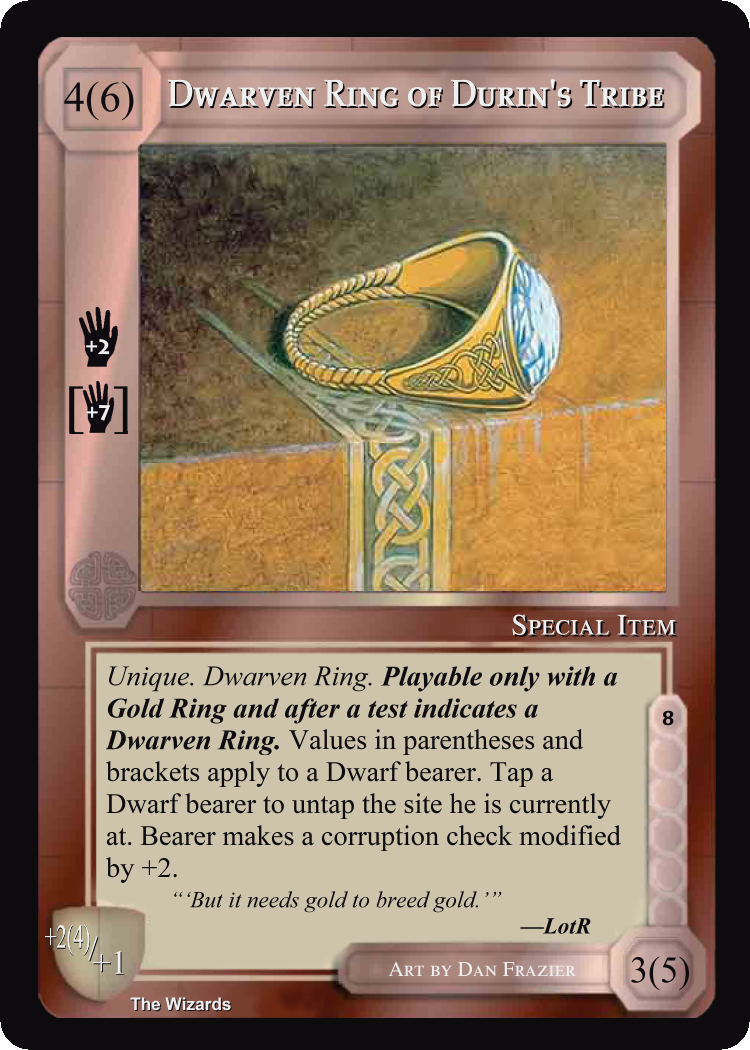 4(6)
Dwarven Ring of Durin's Tribe
+2
[+7]
Special Item
Unique. Dwarven Ring. Playable only with a
Gold Ring and after a test indicates a
Dwarven Ring. Values in parentheses and
brackets apply to a Dwarf bearer. Tap a
Dwarf bearer to untap the site he is currently
at. Bearer makes a corruption check modified
by +2.
“‘But it needs gold to breed gold.’”
—LotR
8
+2(4)/+1
Art by Dan Frazier
3(5)
The Wizards